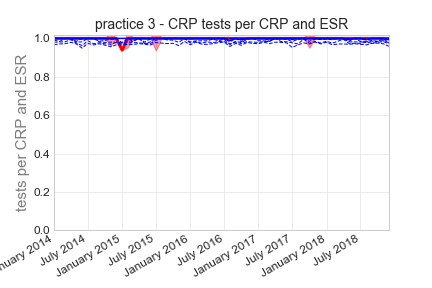 practice 3 - CRP tests per CRP and ESR
tests per CRP and ESR
1.0
0.8
0.6
0.4
0.2
0.0
nuary 2014
July 2014
January 2015
July 2015
January 2016
July 2016
January 2017
July 2017
January 2018
July 2018